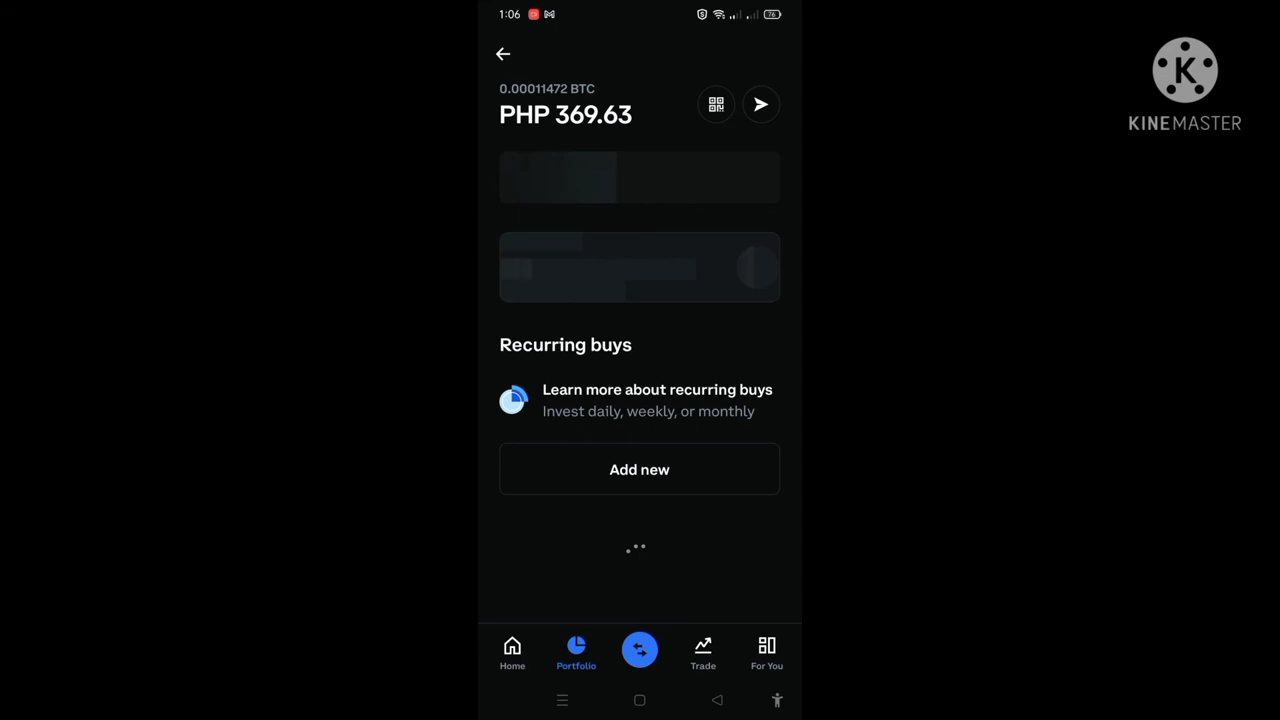 1:06
76
0.00011472 BTC
PHP 369.63
Recurring buys
Learn more about recurring buys
Invest daily, weekly, or monthly
Add new
Home
Portfolio
Trade
For You
K
KINEMASTER